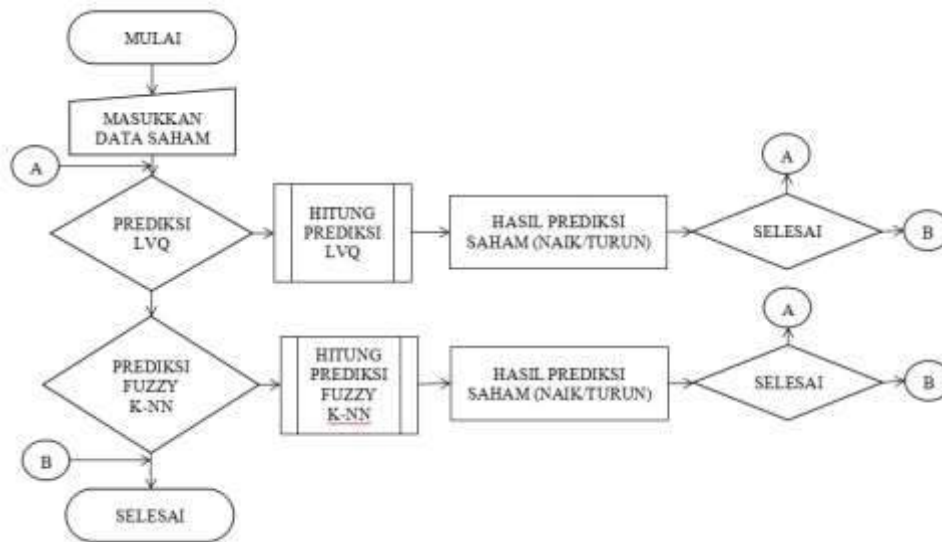 MULAI
MASUKKAN
DATA SAHAM
A
PREDIKSI
LVQ
HITUNG
PREDIKSI
LVQ
HASIL PREDIKSI
SAHAM (NAIK/TURUN)
A
SELESAI
B
PREDIKSI
FUZZY
K-NN
HITUNG
PREDIKSI
FUZZY
K-NN
HASIL PREDIKSI
SAHAM (NAIK/TURUN)
A
SELESAI
B
B
SELESAI